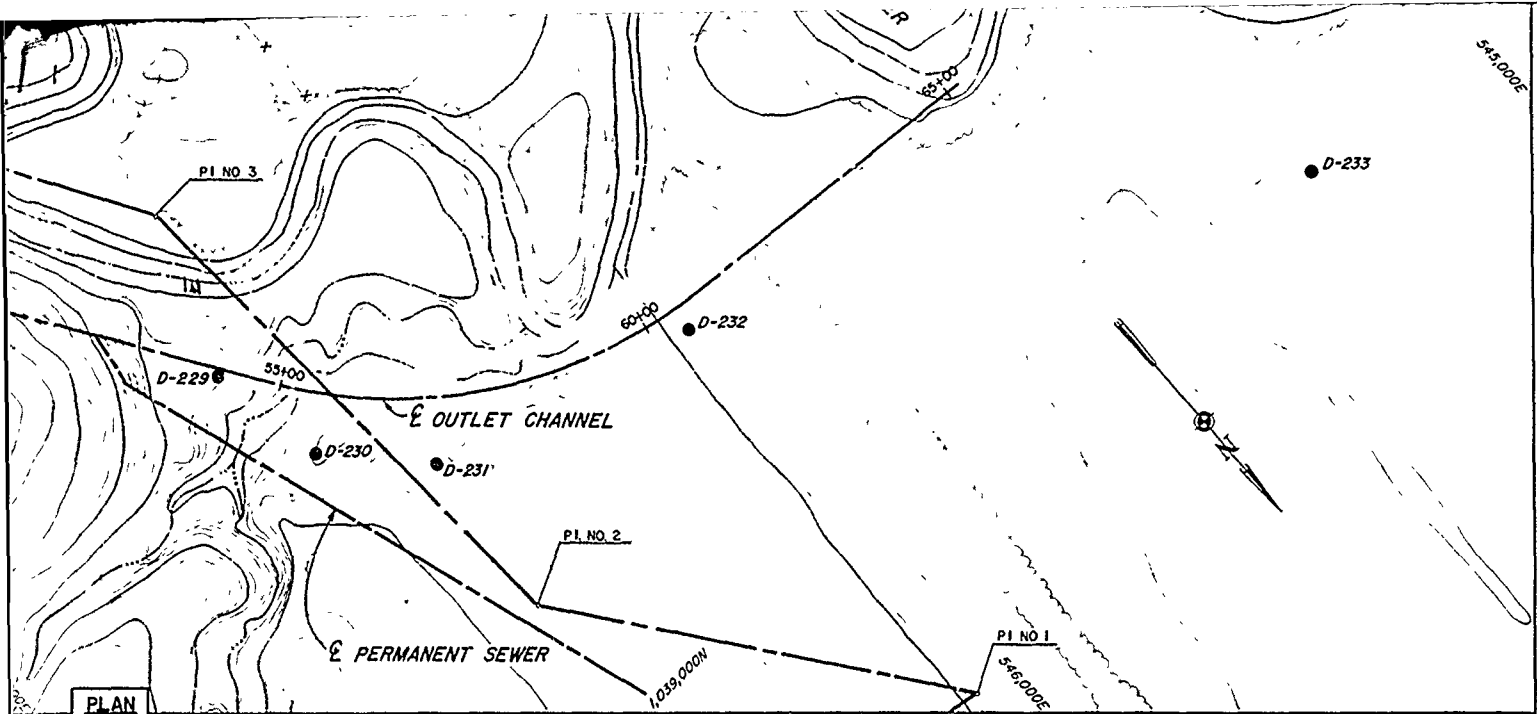 65+00
545,000E
D-233
PI NO 3
60+00
D-232
55+00
D-229
℄ OUTLET CHANNEL
D-230
D-231
N
PI. NO. 2
PI NO 1
℄ PERMANENT SEWER
1,039,000N
546,000E
PLAN